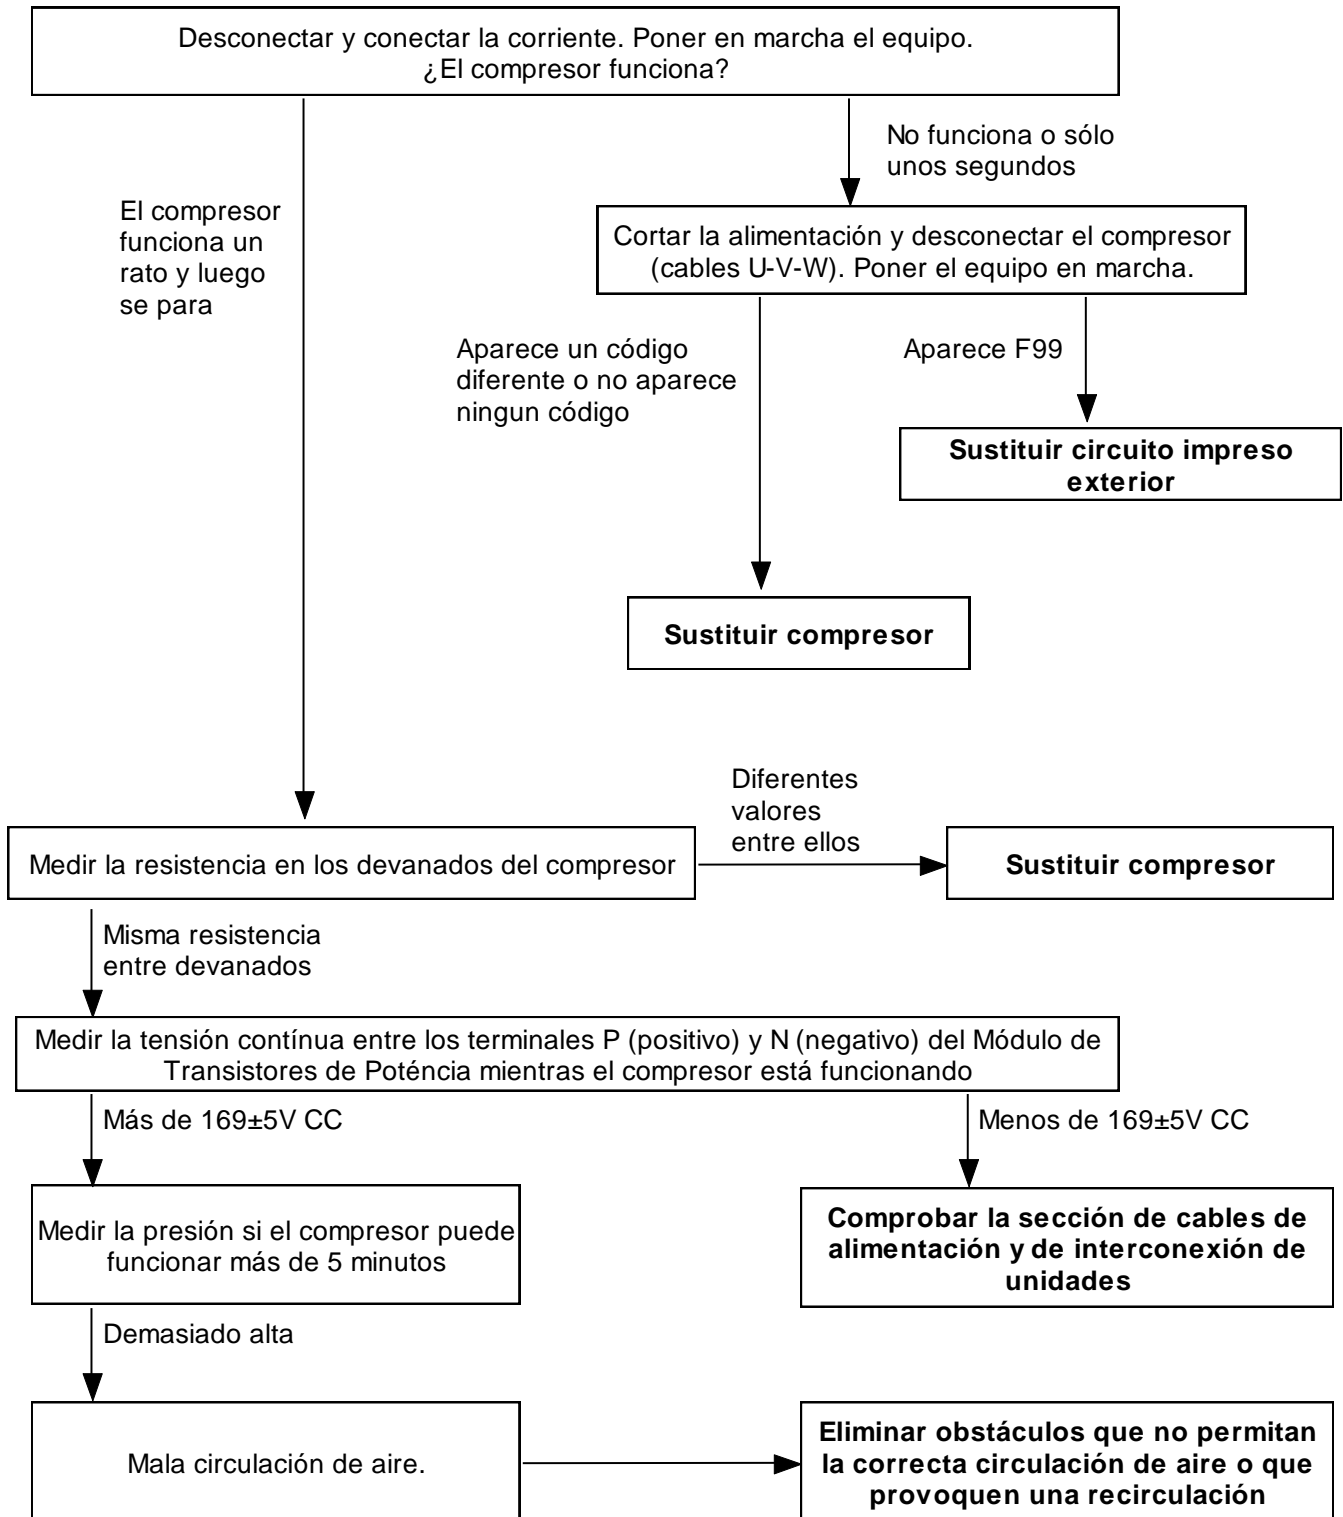 Desconectar y conectar la corriente. Poner en marcha el equipo.
¿El compresor funciona?
No funciona o sólo
unos segundos
El compresor
funciona un
rato y luego
se para
Cortar la alimentación y desconectar el compresor
(cables U-V-W). Poner el equipo en marcha.
Aparece un código
diferente o no aparece
ningun código
Aparece F99
Sustituir circuito impreso
exterior
Sustituir compresor
Diferentes
valores
entre ellos
Medir la resistencia en los devanados del compresor
Sustituir compresor
Misma resistencia
entre devanados
Medir la tensión contínua entre los terminales P (positivo) y N (negativo) del Módulo de
Transistores de Poténcia mientras el compresor está funcionando
Más de 169±5V CC
Menos de 169±5V CC
Medir la presión si el compresor puede
funcionar más de 5 minutos
Comprobar la sección de cables de
alimentación y de interconexión de
unidades
Demasiado alta
Mala circulación de aire.
Eliminar obstáculos que no permitan
la correcta circulación de aire o que
provoquen una recirculación